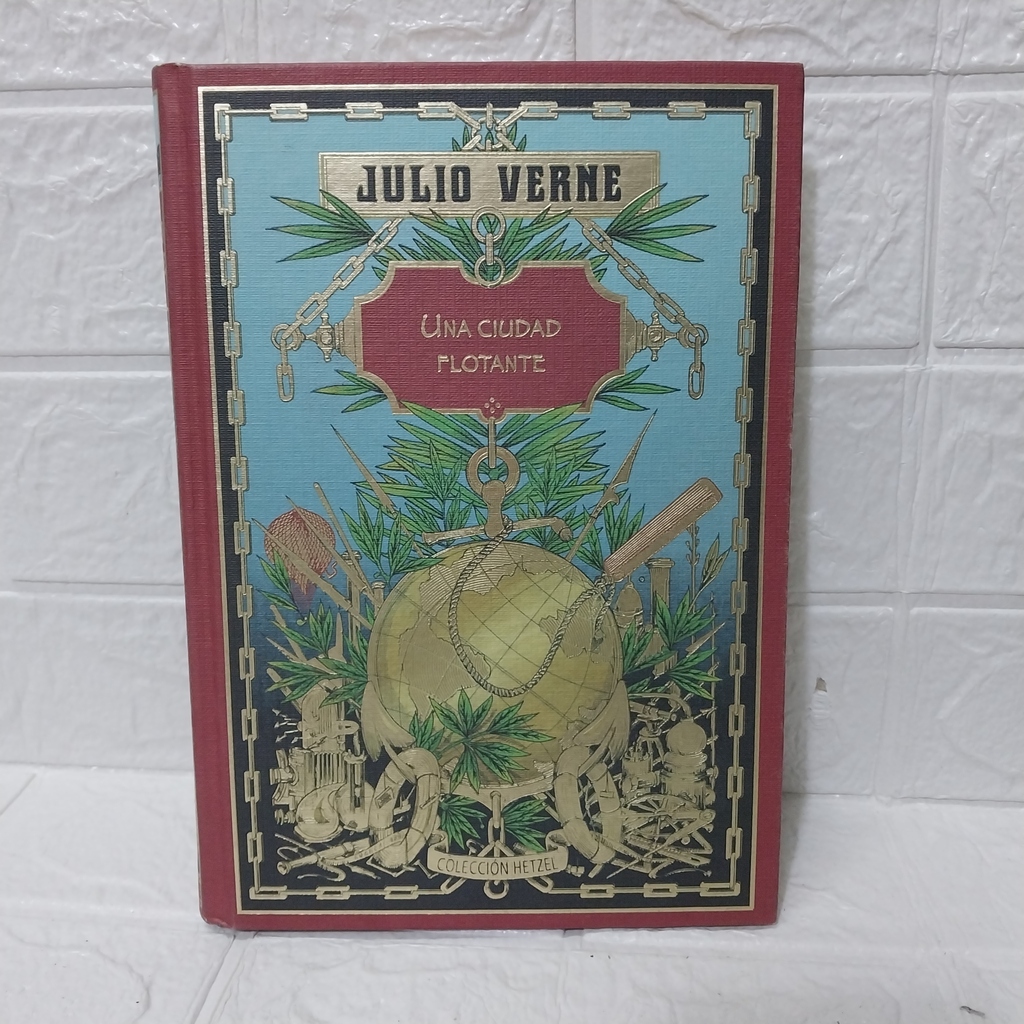 JULIO VERNE
UNA CIUDAD
FLOTANTE
COLECCIÓN HETZEL